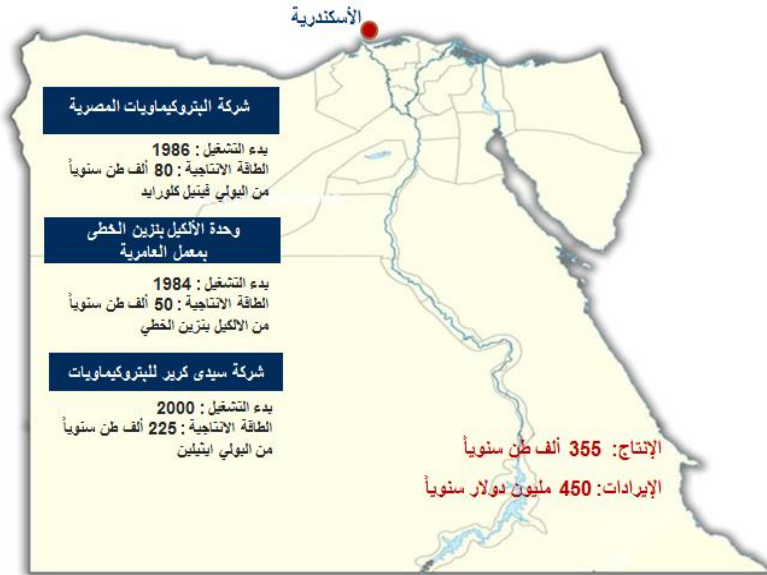 الأسكندرية
شركة البتروكيماويات المصرية
بدء التشغيل : 1986
الطاقة الانتاجية : 80 ألف طن سنوياً
من البولي فينيل كلورايد
وحدة الألكيل بنزين الخطى
بمعمل العامرية
بدء التشغيل : 1984
الطاقة الانتاجية : 50 ألف طن سنوياً
من الالكيل بنزين الخطي
شركة سيدى كرير للبتروكيماويات
بدء التشغيل : 2000
الطاقة الانتاجية : 225 ألف طن سنوياً
من البولي ايثيلين
الإنتاج: 355 ألف طن سنوياً
الإيرادات: 450 مليون دولار سنوياً